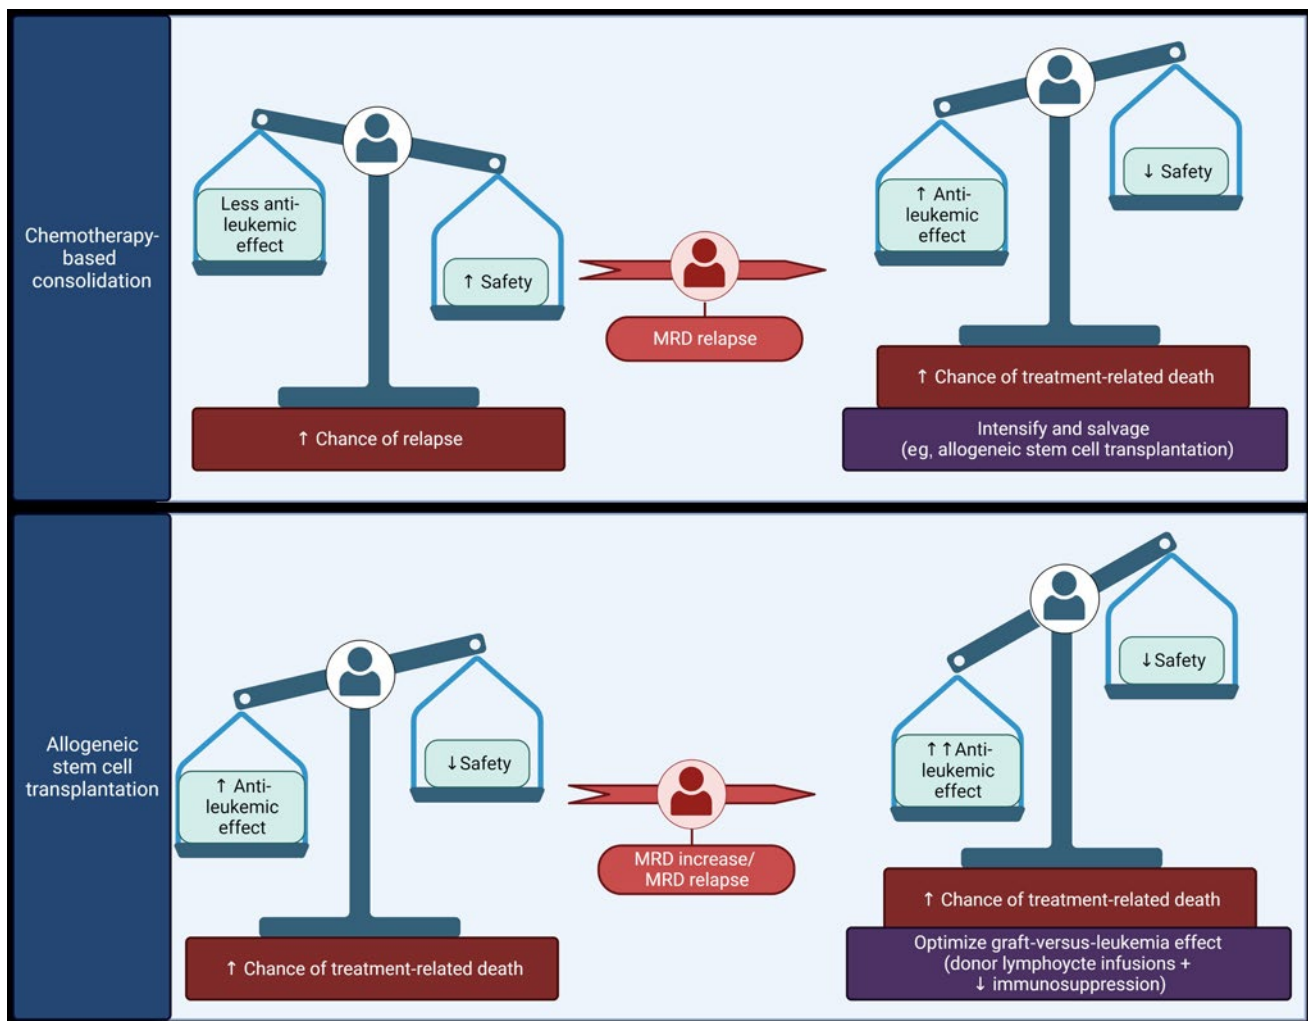 Chemotherapy-
based
consolidation
Less anti-
leukemic
effect
↑ Safety
↑ Chance of relapse
MRD relapse
↑ Anti-
leukemic
effect
↓ Safety
↑ Chance of treatment-related death
Intensify and salvage
(eg, allogeneic stem cell transplantation)
Allogeneic
stem cell
transplantation
↑ Anti-
leukemic
effect
↓Safety
↑ Chance of treatment-related death
MRD increase/
MRD relapse
↑↑Anti-
leukemic
effect
↓Safety
↑ Chance of treatment-related death
Optimize graft-versus-leukemia effect
(donor lymphoycte infusions +
↓ immunosuppression)